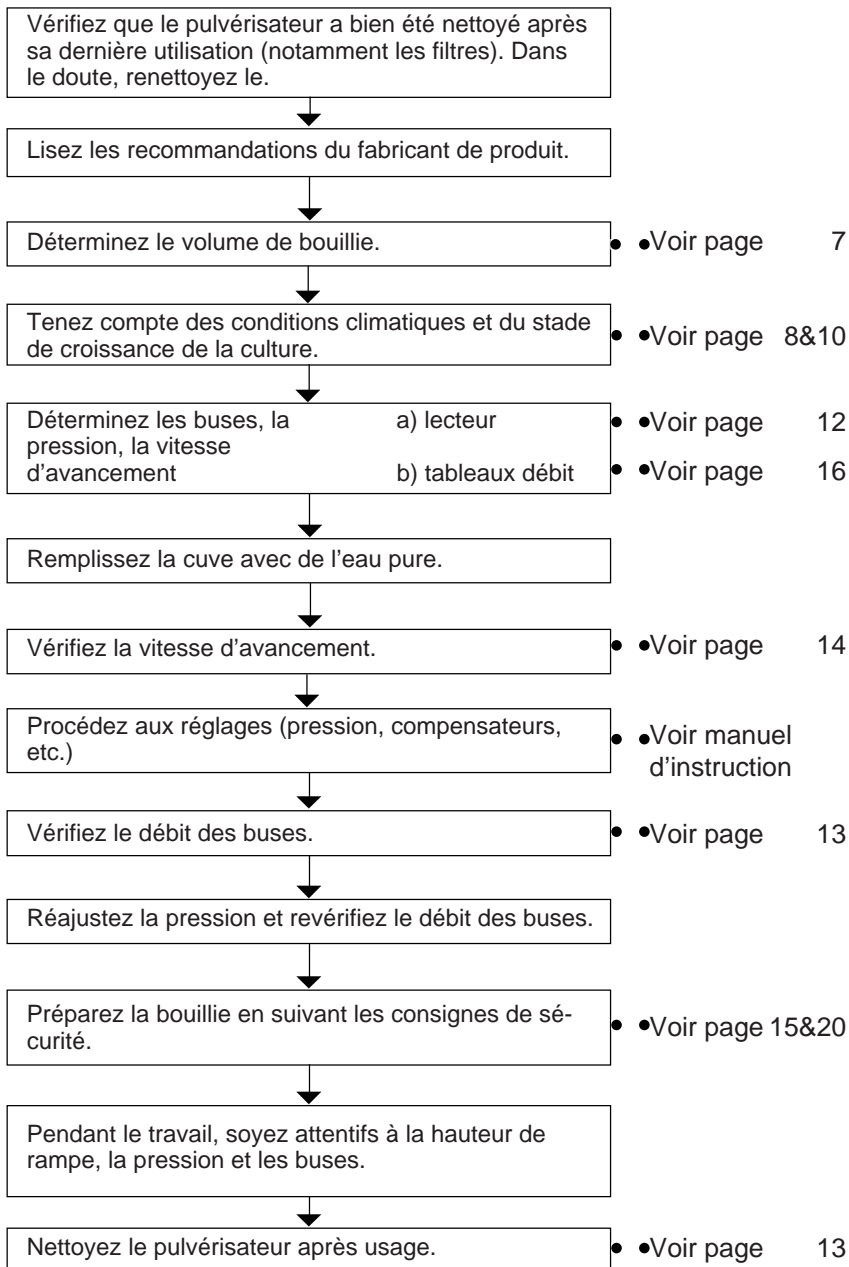 Vérifiez que le pulvérisateur a bien été nettoyé après
sa dernière utilisation (notamment les filtres). Dans
le doute, renettoyez le.
Lisez les recommandations du fabricant de produit.
Déterminez le volume de bouillie. • •Voir page 7
Tenez compte des conditions climatiques et du stade
de croissance de la culture. • •Voir page 8&10
Déterminez les buses, la a) lecteur • •Voir page 12
pression, la vitesse
d'avancement b) tableaux débit • •Voir page 16
Remplissez la cuve avec de l'eau pure.
Vérifiez la vitesse d'avancement. • •Voir page 14
Procédez aux réglages (pression, compensateurs,
etc.) • •Voir manuel
d'instruction
Vérifiez le débit des buses. • •Voir page 13
Réajustez la pression et revérifiez le débit des buses.
Préparez la bouillie en suivant les consignes de sé-
curité. • •Voir page 15&20
Pendant le travail, soyez attentifs à la hauteur de
rampe, la pression et les buses.
Nettoyez le pulvérisateur après usage. • •Voir page 13